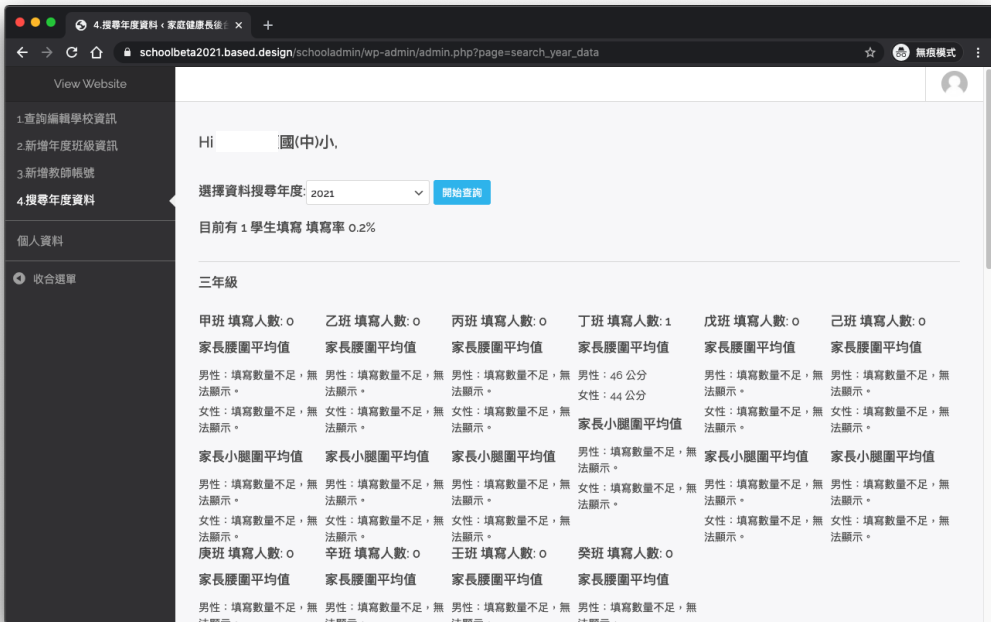 4.搜尋年度資料 ‹ 家庭健康長後
schoolbeta2021.based.design/schooladmin/wp-admin/admin.php?page=search_year_data
無痕模式
View Website
1.查詢編輯學校資訊
2.新增年度班級資訊
3.新增教師帳號
4.搜尋年度資料
個人資料
收合選單
Hi 國(中)小,
選擇資料搜尋年度: 2021 開始查詢
目前有 1 學生填寫 填寫率 0.2%
三年級
甲班 填寫人數: 0
家長腰圍平均值
男性：填寫數量不足，無
法顯示。
女性：填寫數量不足，無
法顯示。
家長小腿圍平均值
男性：填寫數量不足，無
法顯示。
女性：填寫數量不足，無
法顯示。
乙班 填寫人數: 0
家長腰圍平均值
男性：填寫數量不足，無
法顯示。
女性：填寫數量不足，無
法顯示。
家長小腿圍平均值
男性：填寫數量不足，無
法顯示。
女性：填寫數量不足，無
法顯示。
丙班 填寫人數: 0
家長腰圍平均值
男性：填寫數量不足，無
法顯示。
女性：填寫數量不足，無
法顯示。
家長小腿圍平均值
男性：填寫數量不足，無
法顯示。
女性：填寫數量不足，無
法顯示。
丁班 填寫人數: 1
家長腰圍平均值
男性：46 公分
女性：44 公分
家長小腿圍平均值
男性：填寫數量不足，無
法顯示。
女性：填寫數量不足，無
法顯示。
戊班 填寫人數: 0
家長腰圍平均值
男性：填寫數量不足，無
法顯示。
女性：填寫數量不足，無
法顯示。
家長小腿圍平均值
男性：填寫數量不足，無
法顯示。
女性：填寫數量不足，無
法顯示。
己班 填寫人數: 0
家長腰圍平均值
男性：填寫數量不足，無
法顯示。
女性：填寫數量不足，無
法顯示。
家長小腿圍平均值
男性：填寫數量不足，無
法顯示。
女性：填寫數量不足，無
法顯示。
庚班 填寫人數: 0
家長腰圍平均值
男性：填寫數量不足，無
辛班 填寫人數: 0
家長腰圍平均值
男性：填寫數量不足，無
壬班 填寫人數: 0
家長腰圍平均值
男性：填寫數量不足，無
癸班 填寫人數: 0
家長腰圍平均值
男性：填寫數量不足，無